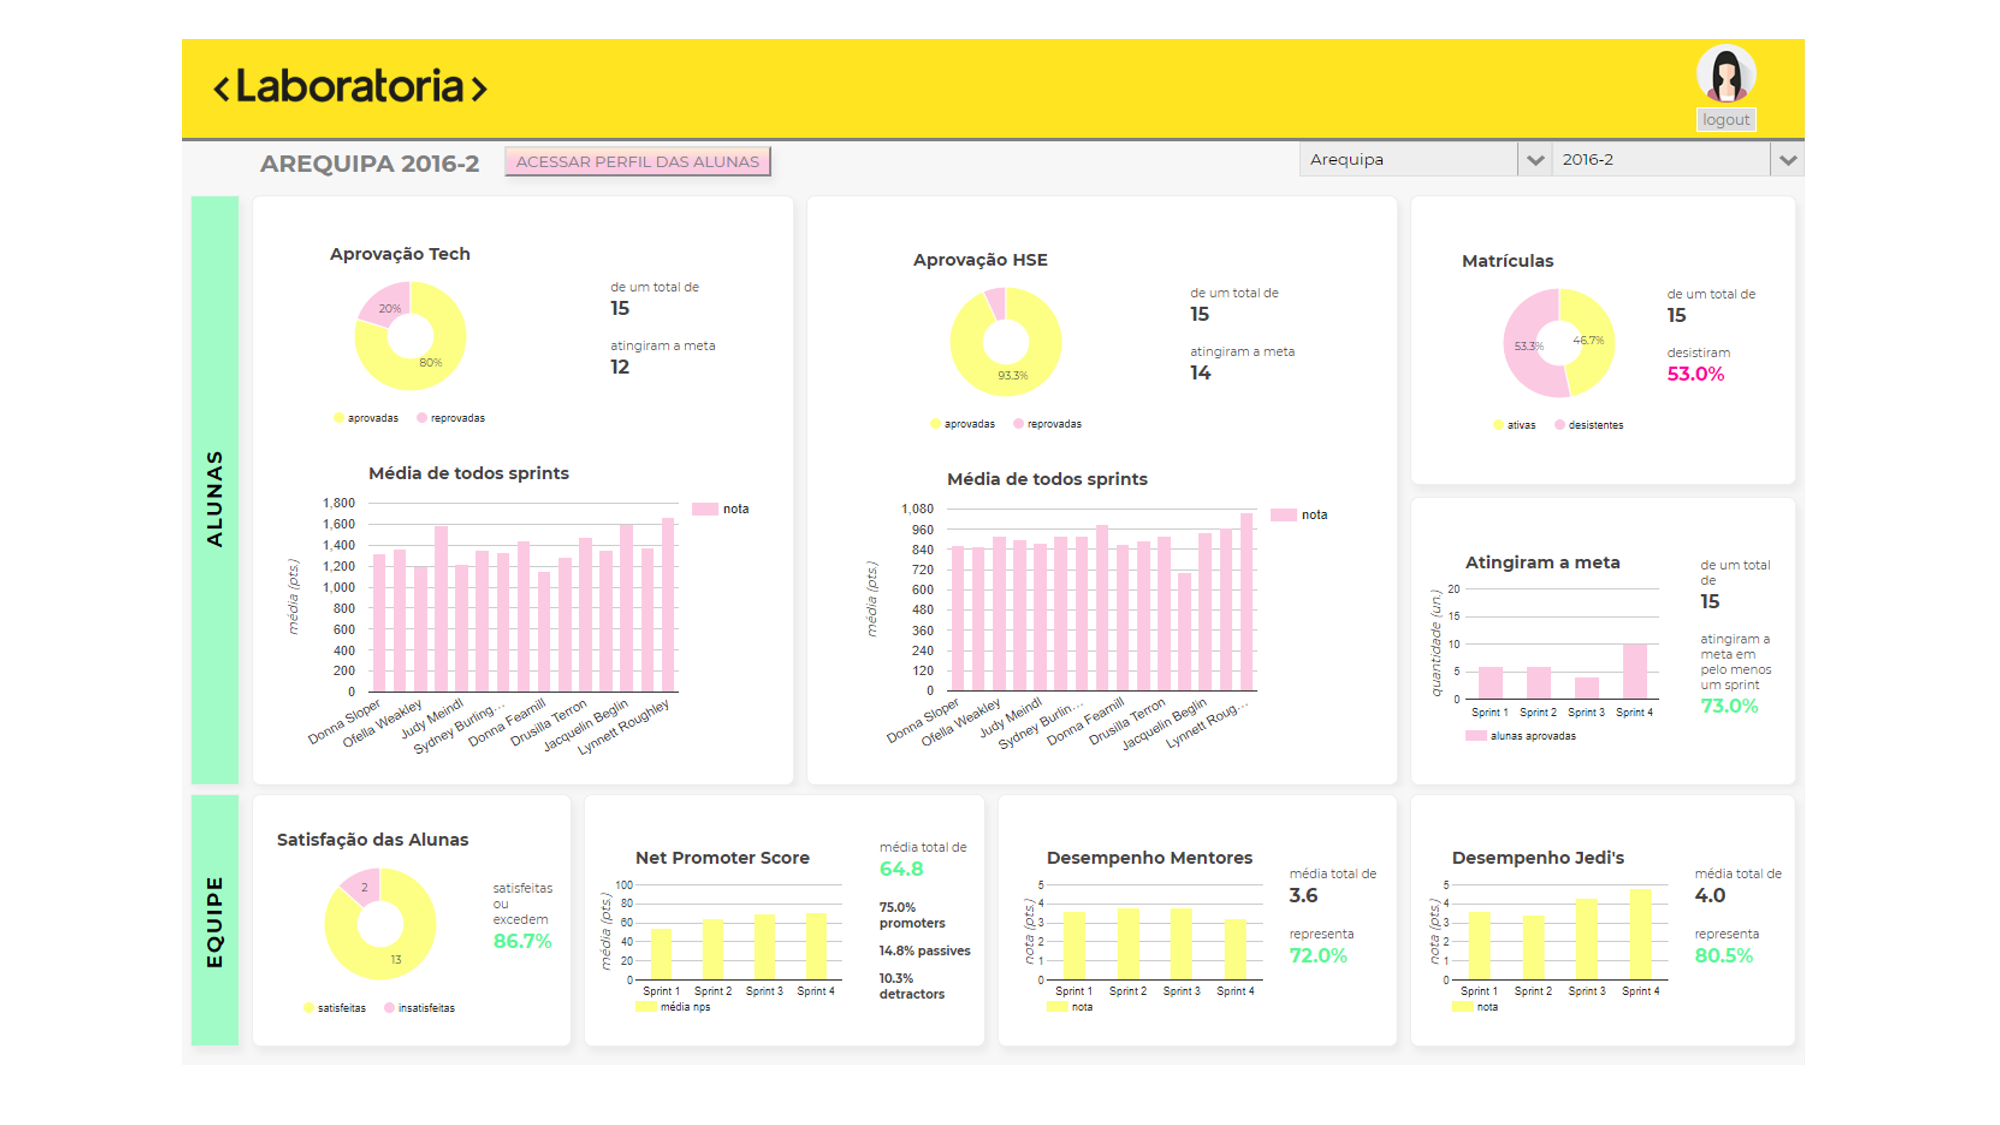 <Laboratoria>
logout
AREQUIPA 2016-2
ACESSAR PERFIL DAS ALUNAS
Arequipa
2016-2
ALUNAS
Aprovação Tech
20%
80%
aprovadas
reprovadas
de um total de
15
atingiram a meta
12
Média de todos sprints
1,800
1,600
1,400
1,200
1,000
800
600
400
200
0
média (pts.)
nota
Donna Sloper
Ofella Weakley
Judy Meindl
Sydney Burling...
Donna Fearnill
Drusilla Terron
Jacquelin Beglin
Lynnett Roughley
Aprovação HSE
93.3%
aprovadas
reprovadas
de um total de
15
atingiram a meta
14
Média de todos sprints
1,080
960
840
720
600
480
360
240
120
0
média (pts.)
nota
Donna Sloper
Ofella Weakley
Judy Meindl
Sydney Burlin...
Donna Fearnill
Drusilla Terron
Jacquelin Beglin
Lynnett Roug...
Matrículas
53.3%
46.7%
ativas
desistentes
de um total de
15
desistiram
53.0%
Atingiram a meta
20
15
10
5
0
quantidade (un.)
Sprint 1
Sprint 2
Sprint 3
Sprint 4
alunas aprovadas
de um total
de
15
atingiram a
meta em
pelo menos
um sprint
73.0%
EQUIPE
Satisfação das Alunas
2
13
satisfeitas
insatisfeitas
satisfeitas
ou
excedem
86.7%
Net Promoter Score
100
80
60
40
20
0
média (pts.)
Sprint 1
Sprint 2
Sprint 3
Sprint 4
média nps
média total de
64.8
75.0%
promoters
14.8% passives
10.3%
detractors
Desempenho Mentores
5
4
3
2
1
0
nota (pts.)
Sprint 1
Sprint 2
Sprint 3
Sprint 4
nota
média total de
3.6
representa
72.0%
Desempenho Jedi's
5
4
3
2
1
0
nota (pts.)
Sprint 1
Sprint 2
Sprint 3
Sprint 4
nota
média total de
4.0
representa
80.5%